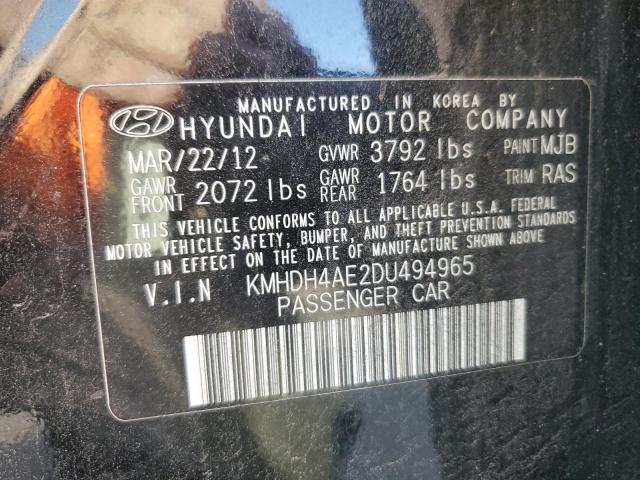 MANUFACTURED IN KOREA BY
HYUNDAI MOTOR COMPANY
MAR/22/12 GVWR 3792 lbs PAINT MJB
GAWR FRONT 2072 lbs GAWR REAR 1764 lbs TRIM RAS
THIS VEHICLE CONFORMS TO ALL APPLICABLE U.S.A. FEDERAL
MOTOR VEHICLE SAFETY, BUMPER, AND THEFT PREVENTION STANDARDS
IN EFFECT ON THE DATE OF MANUFACTURE SHOWN ABOVE
V.I.N KMHDH4AE2DU494965
PASSENGER CAR